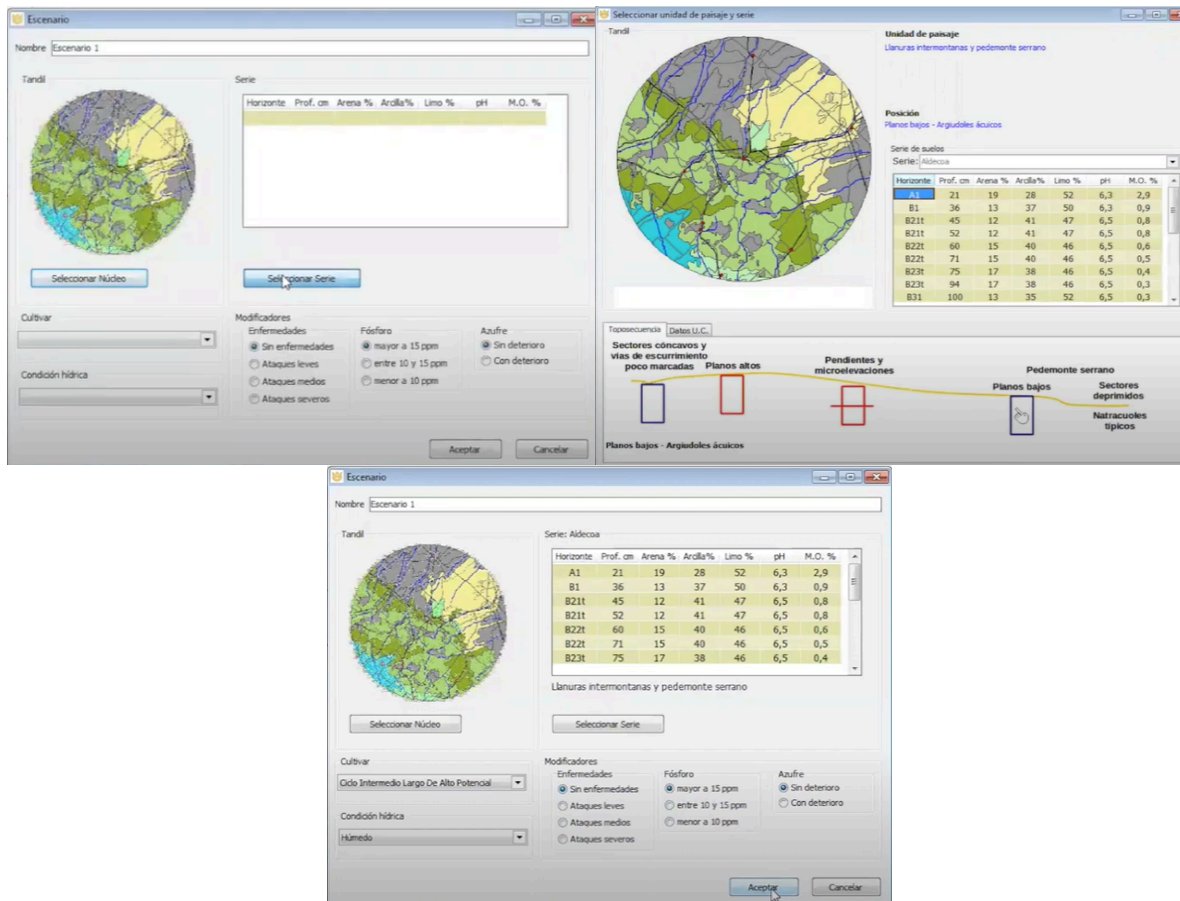 Escenario
Nombre Escenario 1
Tandil
Serie
Horizonte Prof. cm Arena % Arcilla% Limo % pH M.O. %
Seleccionar Núcleo
Seleccionar Serie
Cultivar
Condición hídrica
Modificadores
Enfermedades
Sin enfermedades
Ataques leves
Ataques medios
Ataques severos
Fósforo
mayor a 15 ppm
entre 10 y 15 ppm
menor a 10 ppm
Azufre
Sin deterioro
Con deterioro
Aceptar Cancelar
Seleccionar unidad de paisaje y serie
Tandil
Unidad de paisaje
Llanuras intermontanas y pedemonte serrano
Posición
Planos bajos - Argiudoles ácuicos
Serie de suelos
Serie: Aldecoa
Horizonte Prof. cm Arena % Arcilla% Limo % pH M.O. %
A1 21 19 28 52 6,3 2,9
B1 36 13 37 50 6,3 0,9
B21t 45 12 41 47 6,5 0,8
B21t 52 12 41 47 6,5 0,8
B22t 60 15 40 46 6,5 0,6
B22t 71 15 40 46 6,5 0,5
B23t 75 17 38 46 6,5 0,4
B23t 94 17 38 46 6,5 0,3
B31 100 13 35 52 6,5 0,3
Toposecuencia Datos U.C.
Sectores cóncavos y
vías de escurrimiento
poco marcadas
Planos altos
Pendientes y
microelevaciones
Pedemonte serrano
Planos bajos
Sectores
deprimidos
Natracuoles
típicos
Planos bajos - Argiudoles ácuicos
Escenario
Nombre Escenario 1
Tandil
Serie: Aldecoa
Horizonte Prof. cm Arena % Arcilla% Limo % pH M.O. %
A1 21 19 28 52 6,3 2,9
B1 36 13 37 50 6,3 0,9
B21t 45 12 41 47 6,5 0,8
B21t 52 12 41 47 6,5 0,8
B22t 60 15 40 46 6,5 0,6
B22t 71 15 40 46 6,5 0,5
B23t 75 17 38 46 6,5 0,4
Llanuras intermontanas y pedemonte serrano
Seleccionar Núcleo
Seleccionar Serie
Cultivar
Ciclo Intermedio Largo De Alto Potencial
Condición hídrica
Húmedo
Modificadores
Enfermedades
Sin enfermedades
Ataques leves
Ataques medios
Ataques severos
Fósforo
mayor a 15 ppm
entre 10 y 15 ppm
menor a 10 ppm
Azufre
Sin deterioro
Con deterioro
Aceptar Cancelar